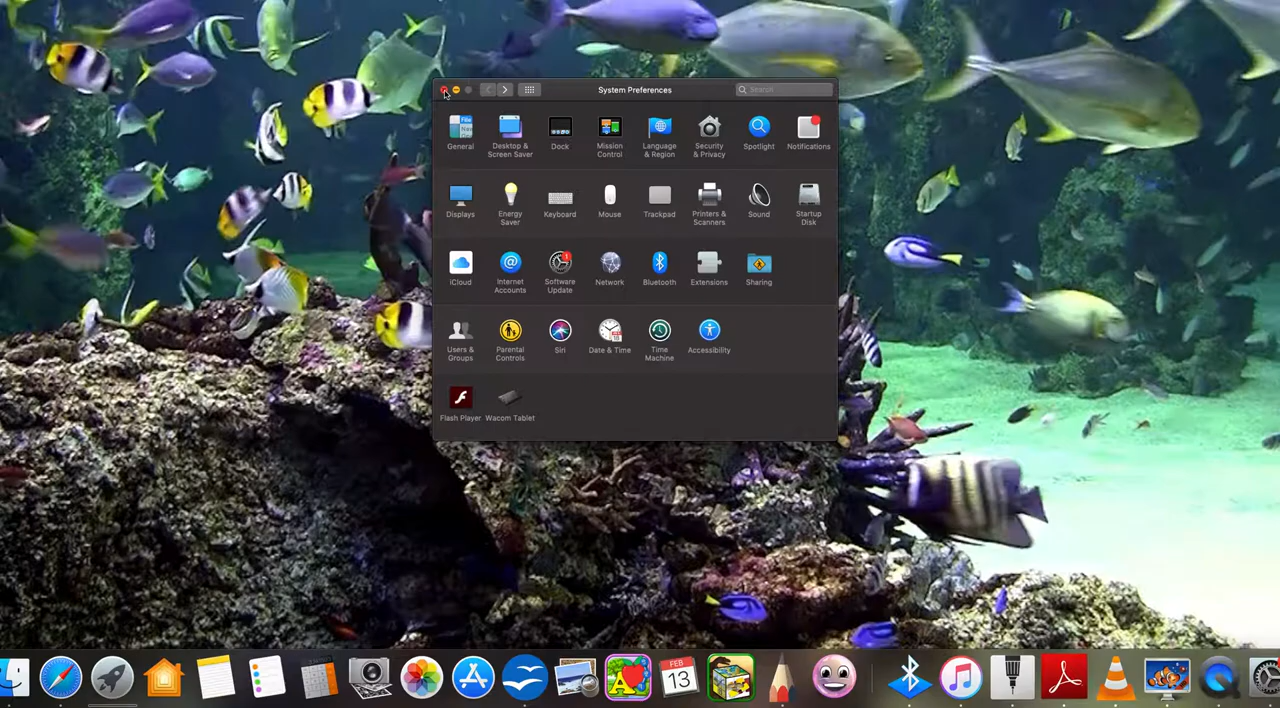 System Preferences
Search
General
Desktop &
Screen Saver
Dock
Mission
Control
Language
& Region
Security
& Privacy
Spotlight
Notifications
Displays
Energy
Saver
Keyboard
Mouse
Trackpad
Printers &
Scanners
Sound
Startup
Disk
iCloud
Internet
Accounts
1
Software
Update
Network
Bluetooth
Extensions
Sharing
Users &
Groups
Parental
Controls
Siri
Date & Time
Time
Machine
Accessibility
Flash Player
Wacom Tablet
FEB
13